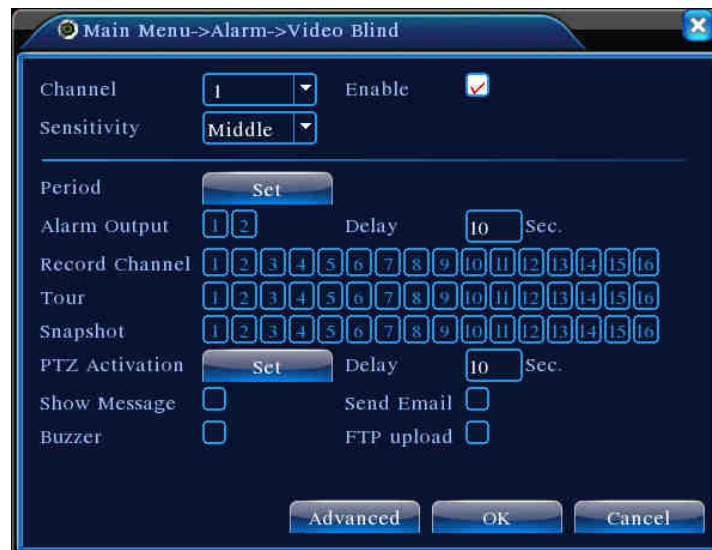 Main Menu->Alarm->Video Blind
Channel 1 Enable
Sensitivity Middle
Period Set
Alarm Output 1 2 Delay 10 Sec.
Record Channel 1 2 3 4 5 6 7 8 9 10 11 12 13 14 15 16
Tour 1 2 3 4 5 6 7 8 9 10 11 12 13 14 15 16
Snapshot 1 2 3 4 5 6 7 8 9 10 11 12 13 14 15 16
PTZ Activation Set Delay 10 Sec.
Show Message Send Email
Buzzer FTP upload
Advanced OK Cancel